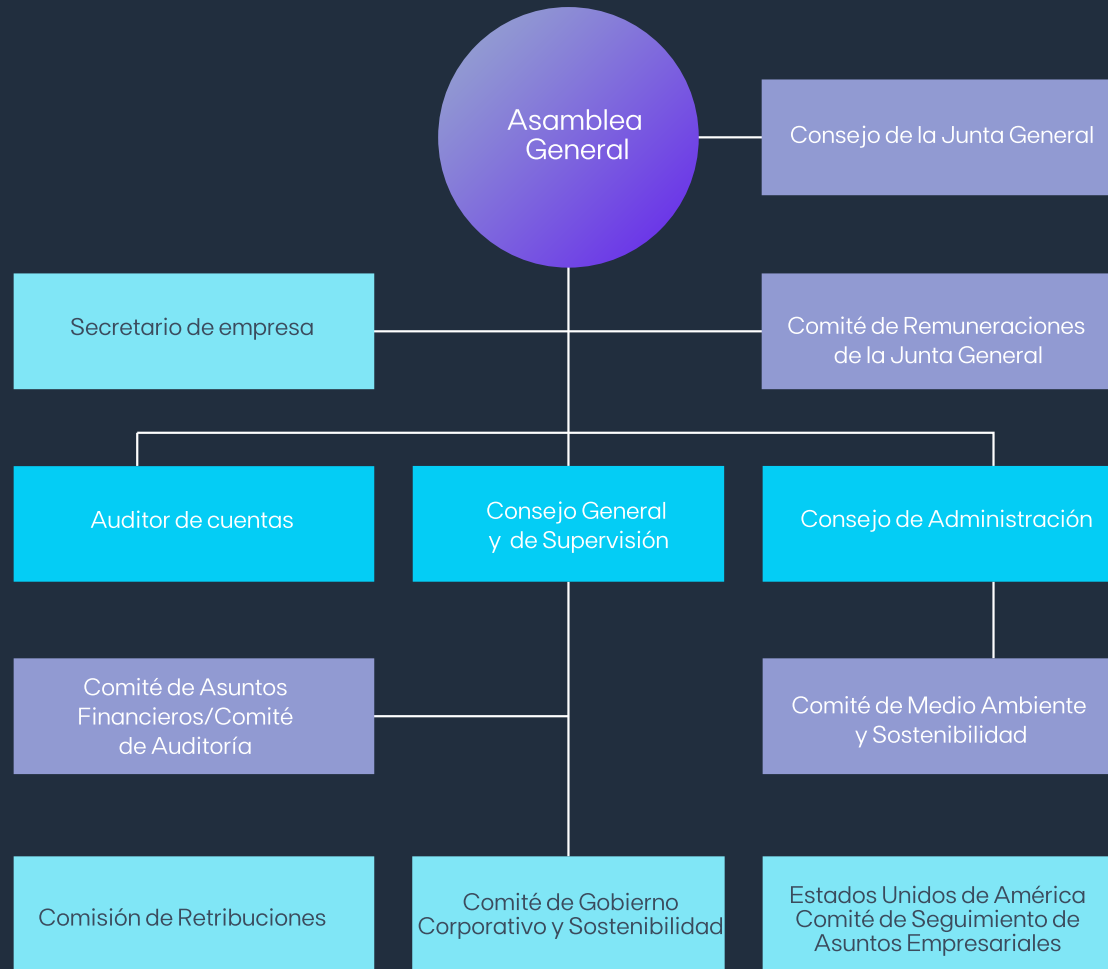 Asamblea
General
Consejo de la Junta General
Secretario de empresa
Comité de Remuneraciones
de la Junta General
Auditor de cuentas
Consejo General
y de Supervisión
Consejo de Administración
Comité de Asuntos
Financieros/Comité
de Auditoría
Comité de Medio Ambiente
y Sostenibilidad
Comisión de Retribuciones
Comité de Gobierno
Corporativo y Sostenibilidad
Estados Unidos de América
Comité de Seguimiento de
Asuntos Empresariales